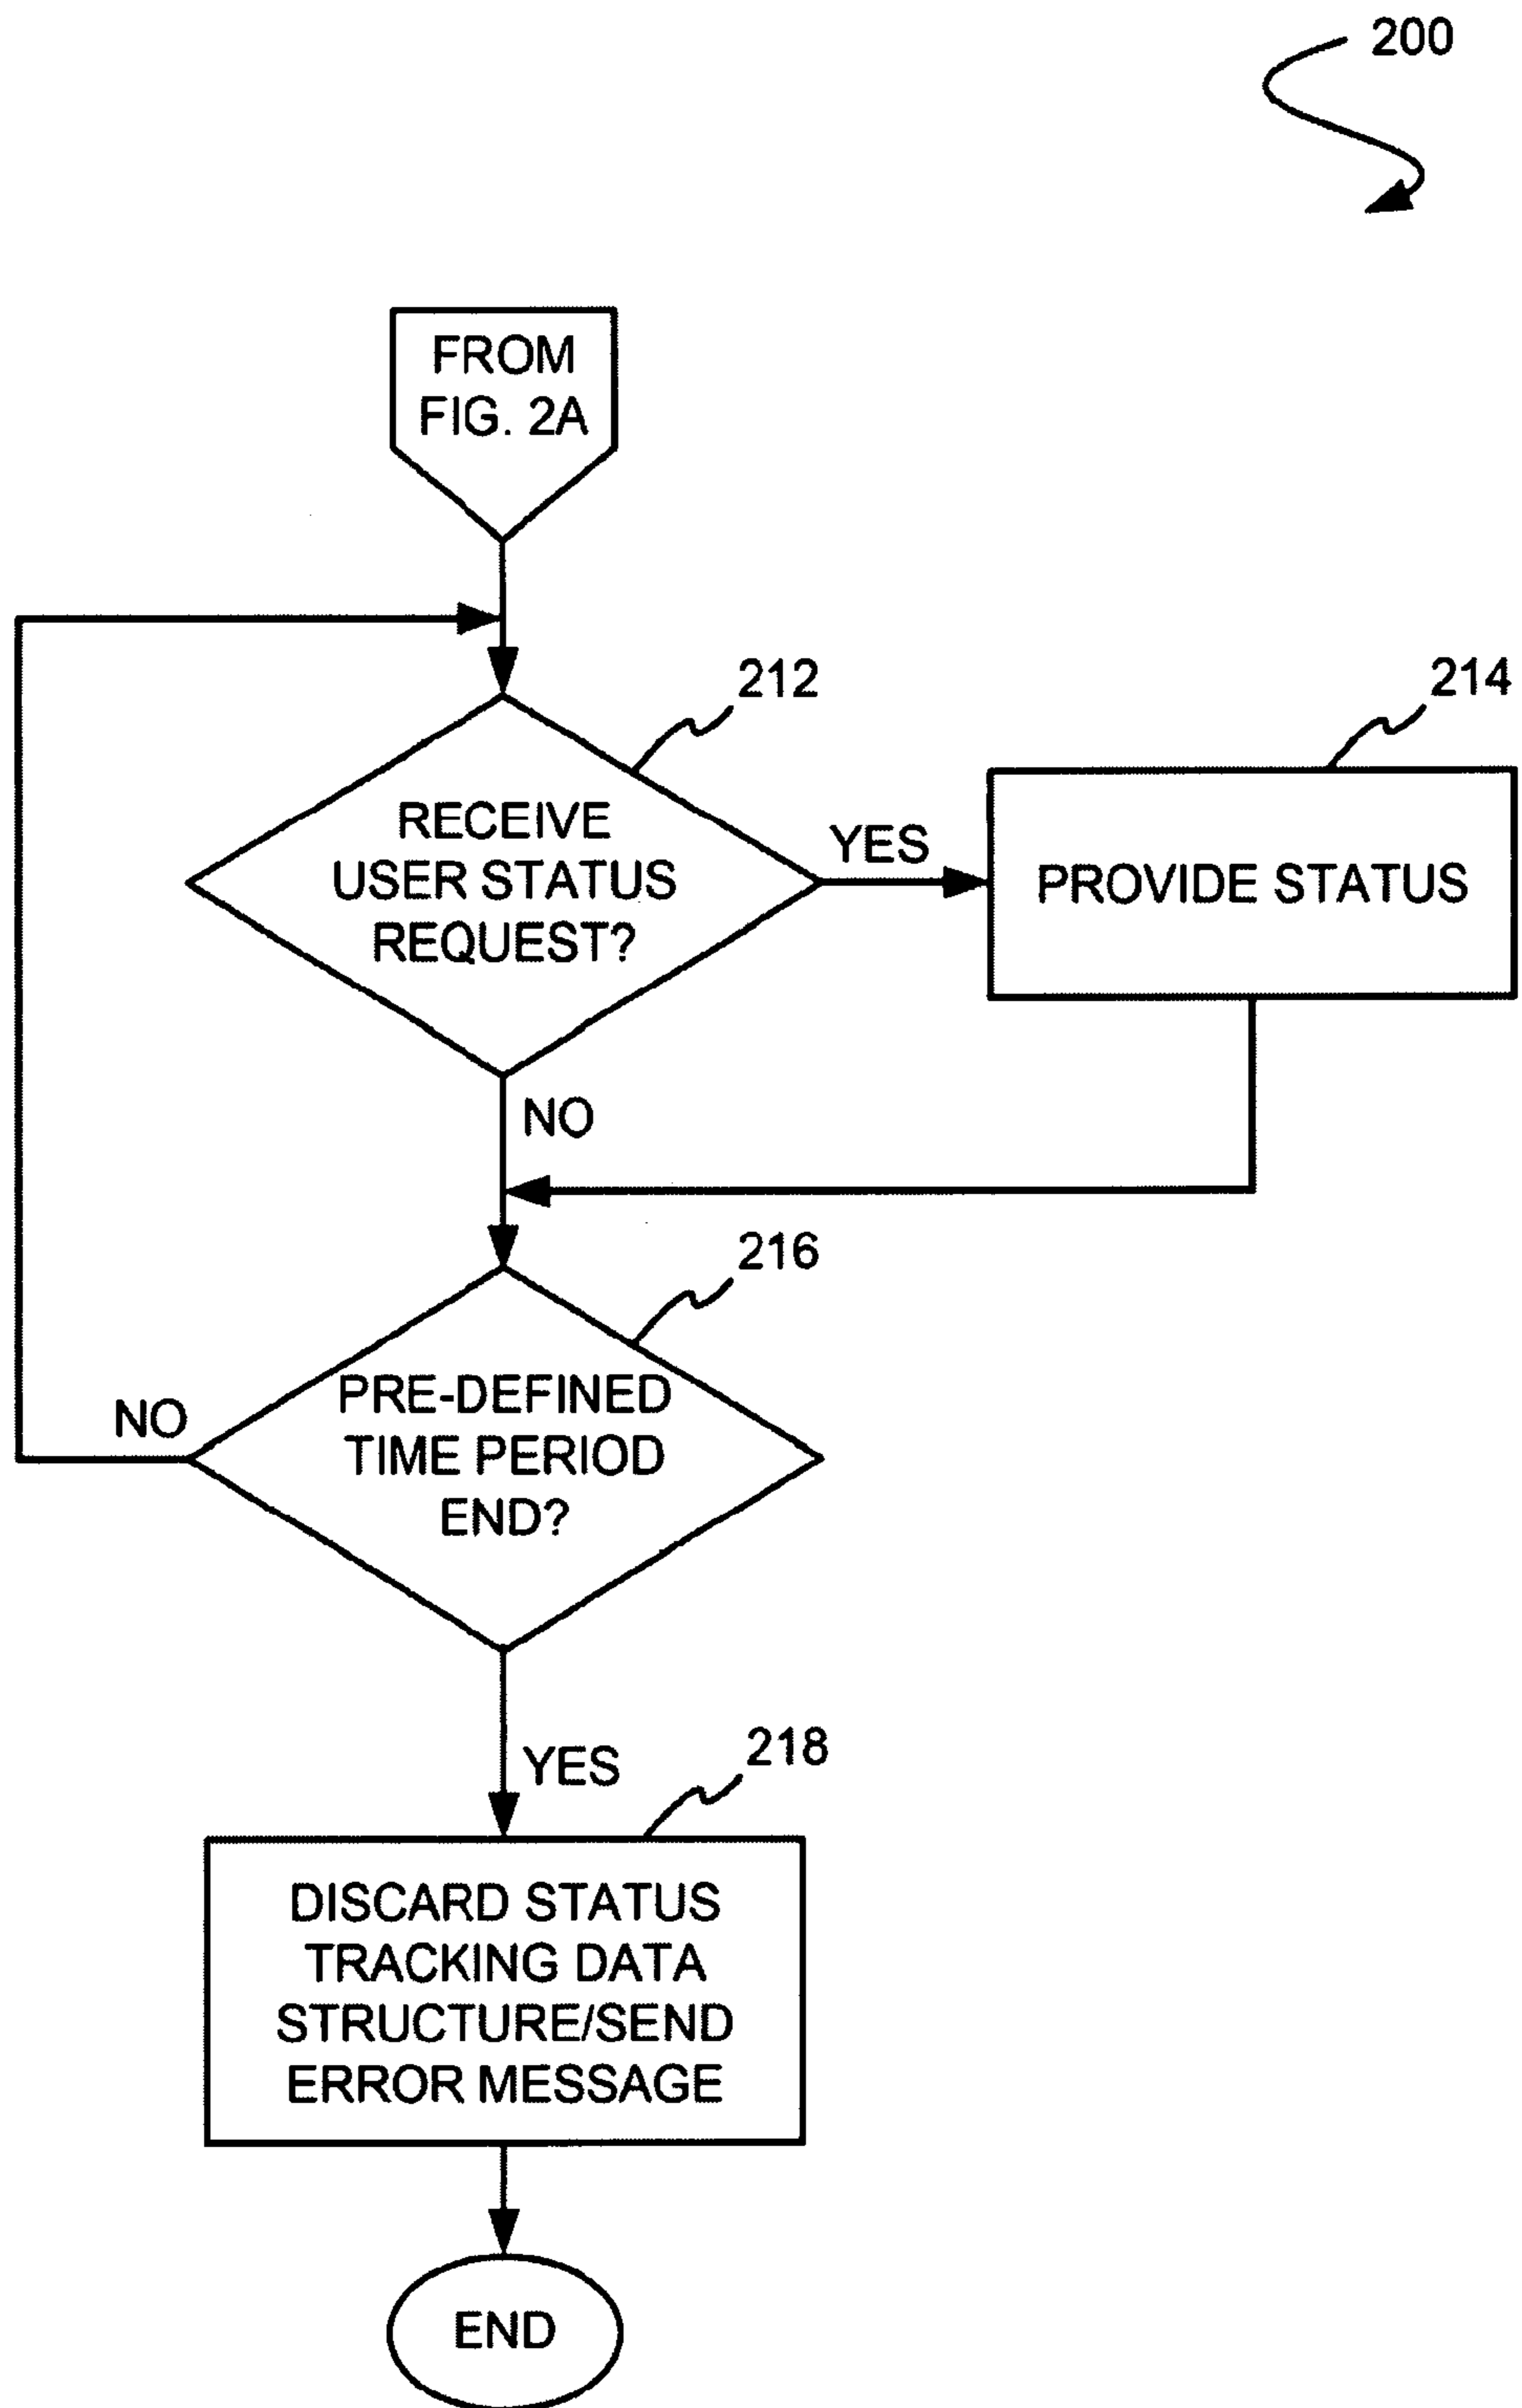 200
FROM
FIG. 2A
212
214
RECEIVE
USER STATUS
REQUEST?
YES
PROVIDE STATUS
NO
216
PRE-DEFINED
TIME PERIOD
END?
NO
YES
218
DISCARD STATUS
TRACKING DATA
STRUCTURE/SEND
ERROR MESSAGE
END